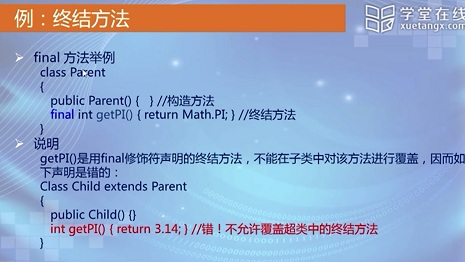 例：终结方法
学堂在线
xuetangx.com
➢ final 方法举例
class Parent
{
public Parent() { } //构造方法
final int getPI() { return Math.PI; } //终结方法
}
➢ 说明
getPI()是用final修饰符声明的终结方法，不能在子类中对该方法进行覆盖，因而如
下声明是错的：
Class Child extends Parent
{
public Child() {}
int getPI() { return 3.14; } //错！不允许覆盖超类中的终结方法
}